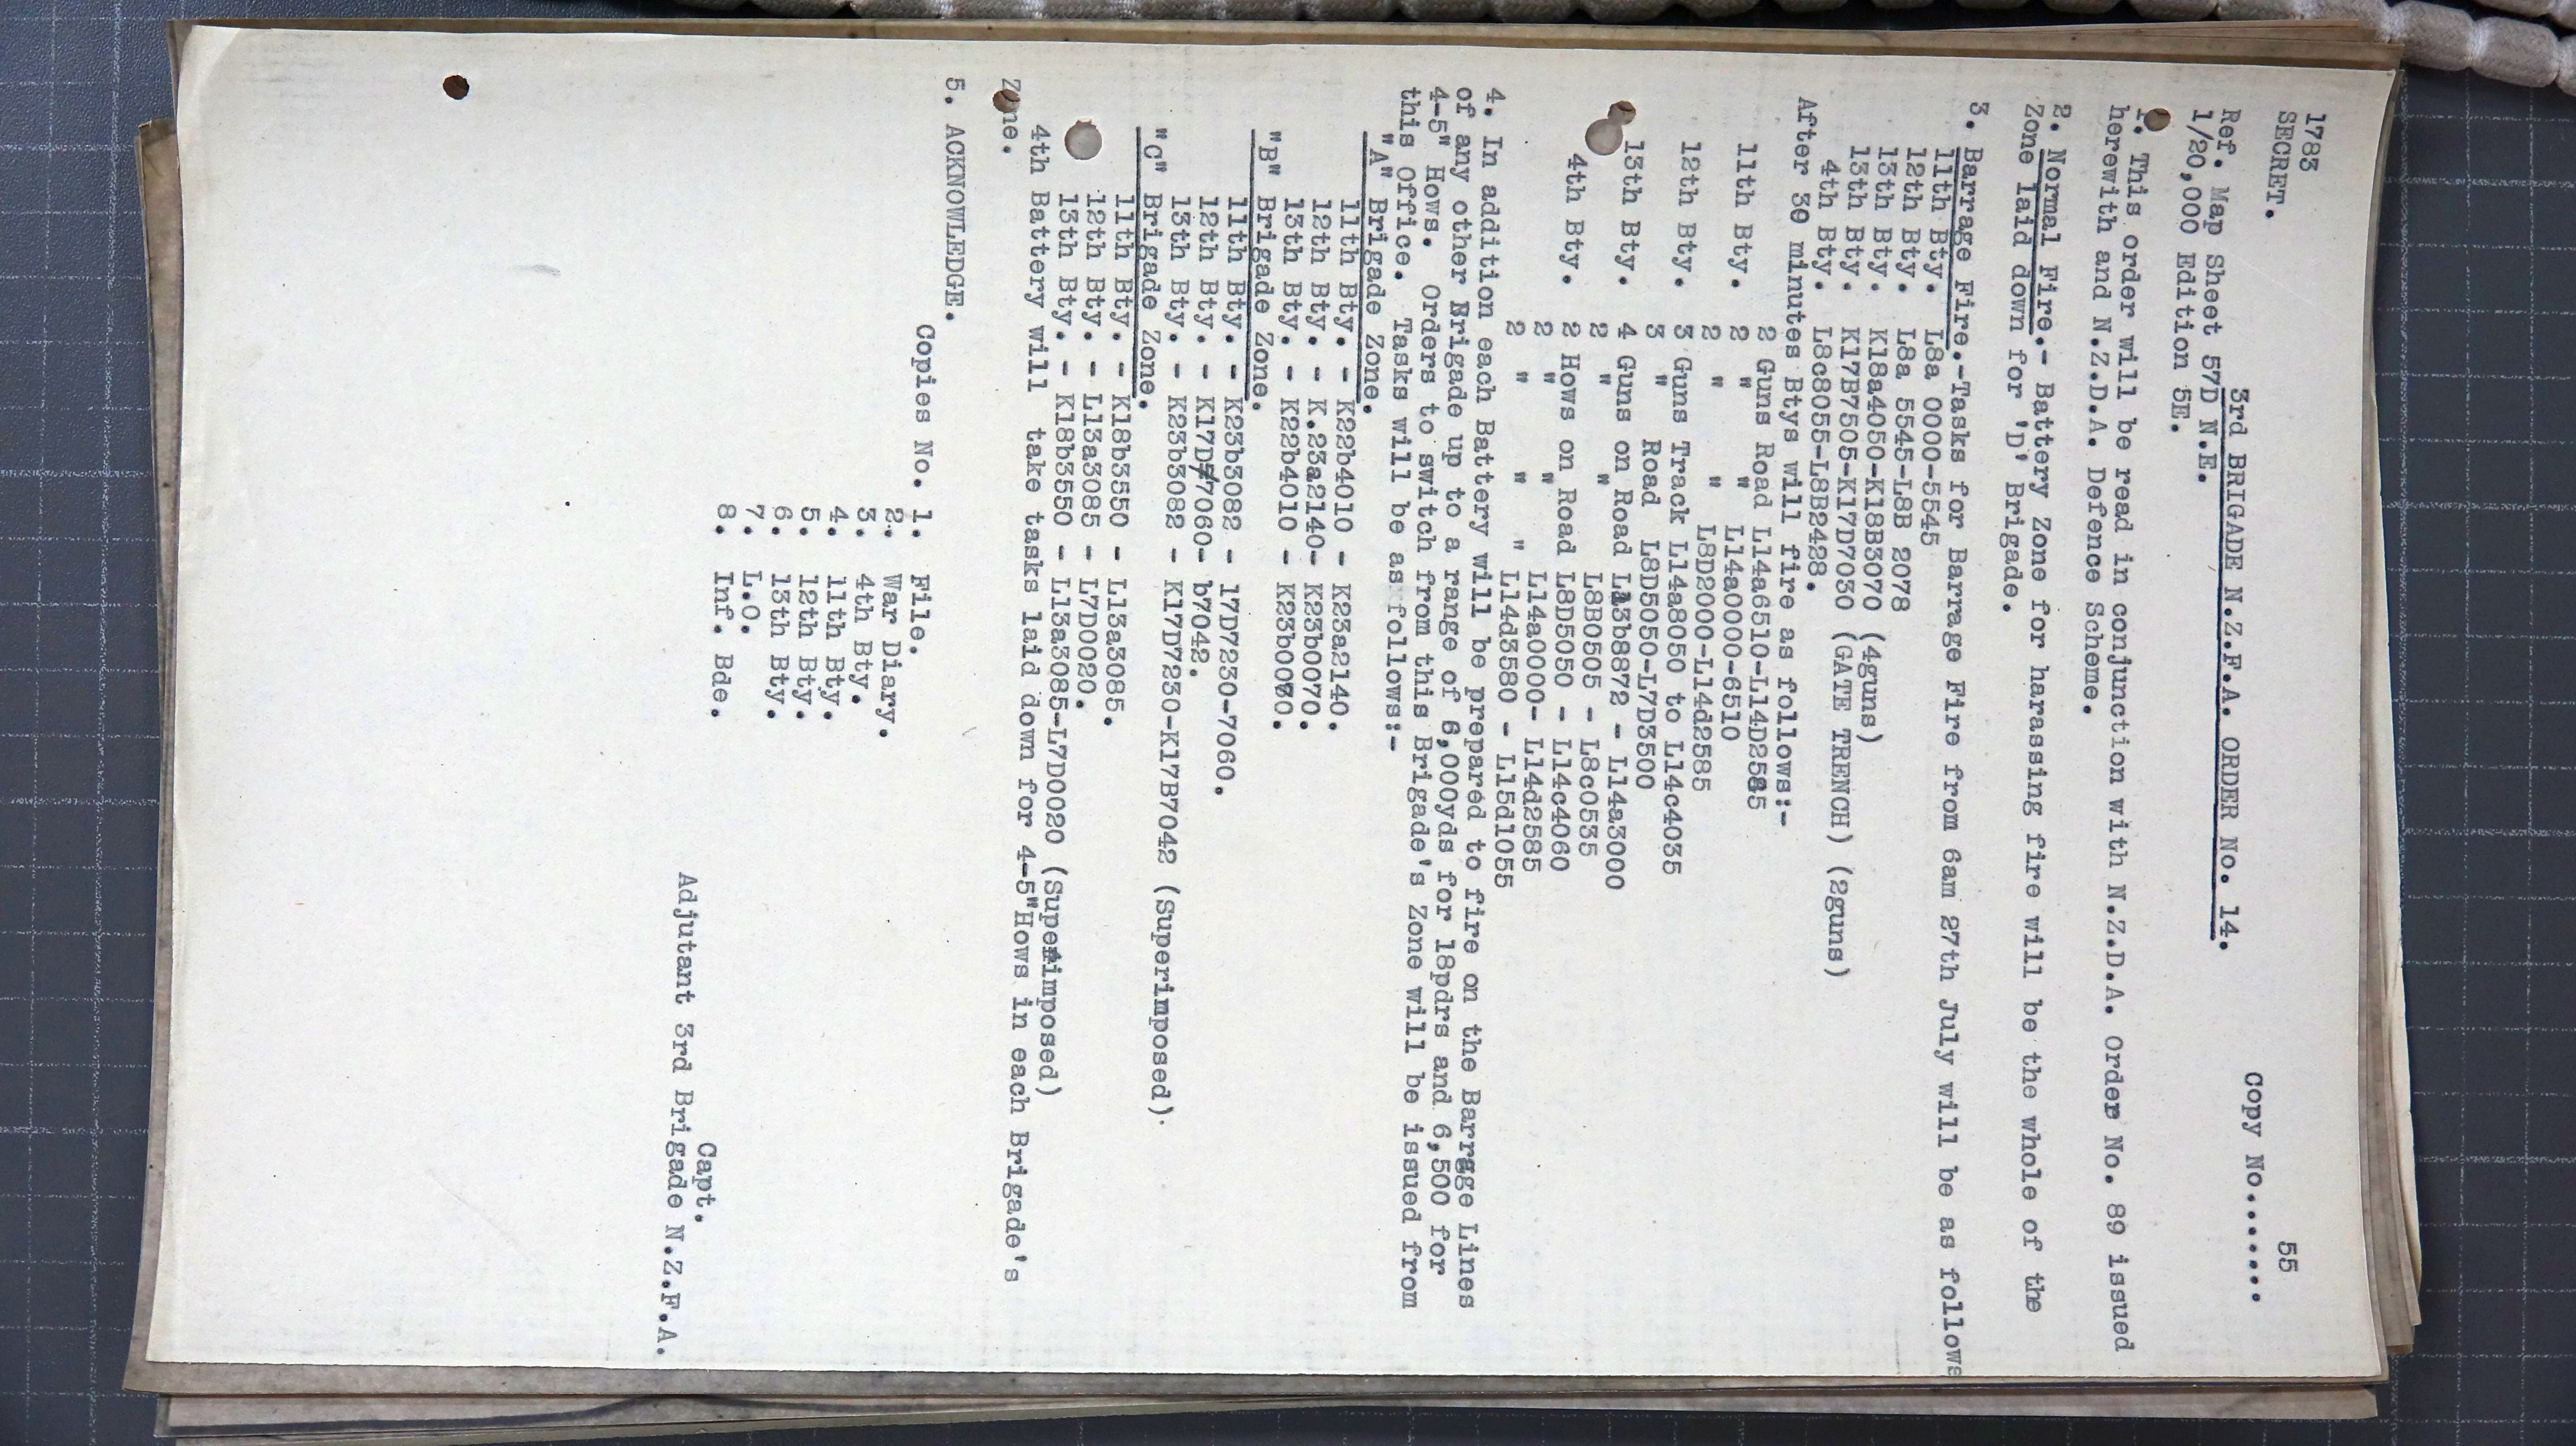 1783
SECRET.
55
Copy No........
3rd BRIGADE N.Z.F.A. ORDER No. 14.
Ref. Map Sheet 57D N.E.
1/20,000 Edition 5E.
1. This order will be read in conjunction with N.Z.D.A. Order No. 89 issued
herewith and N.Z.D.A. Defence Scheme.
2. Normal Fire.- Battery Zone for harassing fire will be the whole of the
Zone laid down for 'D' Brigade.
3. Barrage Fire.-Tasks for Barrage Fire from 6am 27th July will be as follows
11th Bty. L8a 0000-5545
12th Bty. L8a 5545-L8B 2078
13th Bty. K18a4050-K18B3070 (4guns)
13th Bty. K17B7505-K17D7030 (GATE TRENCH) (2guns)
4th Bty. L8c8055-L8B2428.
After 30 minutes Btys will fire as follows:-
11th Bty. 2 Guns Road L14a6510-L14D2585
2 " " L14a0000-6510
2 " " L8D2000-L14d2585
12th Bty. 3 Guns Track L14a8050 to L14c4035
3 " Road L8D5050-L7D3500
13th Bty. 4 Guns on Road L13b8872 - L14a3000
2 " " L8B0505 - L8c0535
4th Bty. 2 Hows on Road L8D5050 - L14c4060
2 " " L14a0000- L14d2585
2 " " " L14d3580 - L15d1055
4. In addition each Battery will be prepared to fire on the Barrage Lines
of any other Brigade up to a range of 6,000yds for 18pdrs and 6,500 for
4-5" Hows. Orders to switch from this Brigade's Zone will be issued from
this Office. Tasks will be as follows:-
"A" Brigade Zone.
11th Bty. - K22b4010 - K23a2140.
12th Bty. - K.23a2140- K23b0070.
13th Bty. - K22b4010 - K23b0070.
"B" Brigade Zone.
11th Bty. - K23b3082 - 17D7230-7060.
12th Bty. - K17D7060- b7042.
13th Bty. - K23b3082 - K17D7230-K17B7042 (Superimposed).
"C" Brigade Zone.
11th Bty. - K18b3550 - L13a3085.
12th Bty. - L13a3085 - L7D0020.
13th Bty. - K18b3550 - L13a3085-L7D0020 (Superimposed)
4th Battery will take tasks laid down for 4-5"Hows in each Brigade's
Zone.
5. ACKNOWLEDGE.
Copies No. 1. File.
2. War Diary.
3. 4th Bty.
4. 11th Bty.
5. 12th Bty.
6. 13th Bty.
7. L.O.
8. Inf. Bde.
Capt.
Adjutant 3rd Brigade N.Z.F.A.